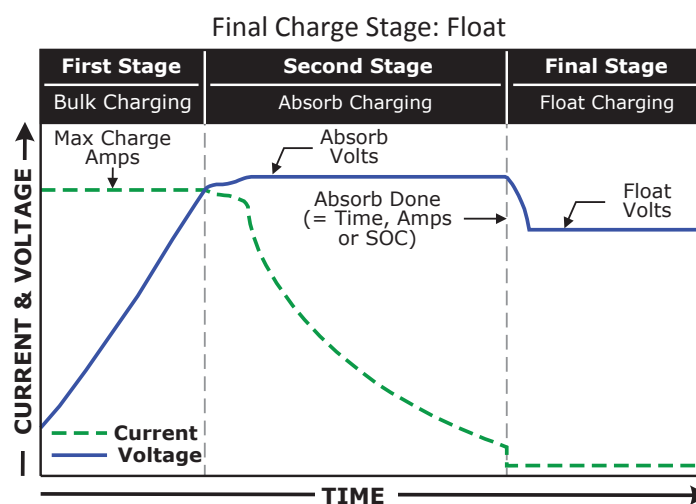 Final Charge Stage: Float
First Stage
Second Stage
Final Stage
Bulk Charging
Absorb Charging
Float Charging
Max Charge
Amps
Absorb
Volts
Absorb Done
(= Time, Amps
or SOC)
Float
Volts
CURRENT & VOLTAGE
Current
Voltage
TIME